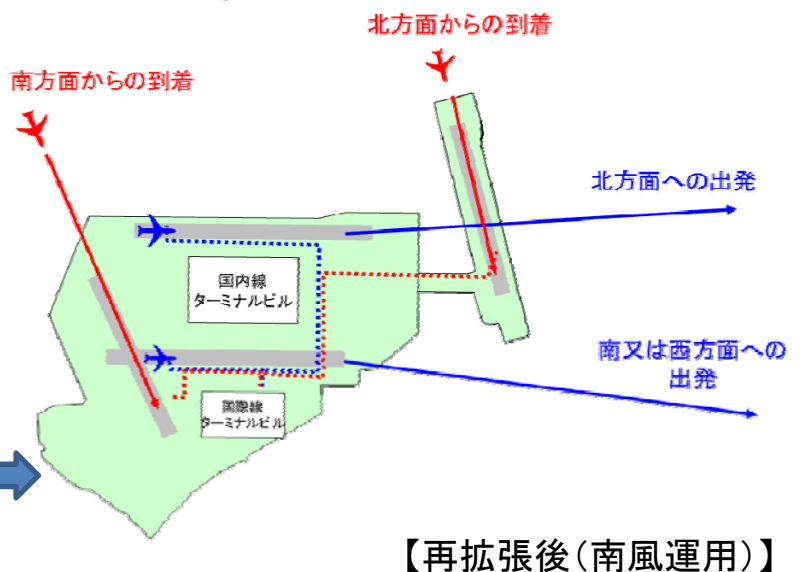 北方面からの到着
南方面からの到着
北方面への出発
国内線
ターミナルビル
南又は西方面への
出発
国際線
ターミナルビル
【再拡張後(南風運用)】